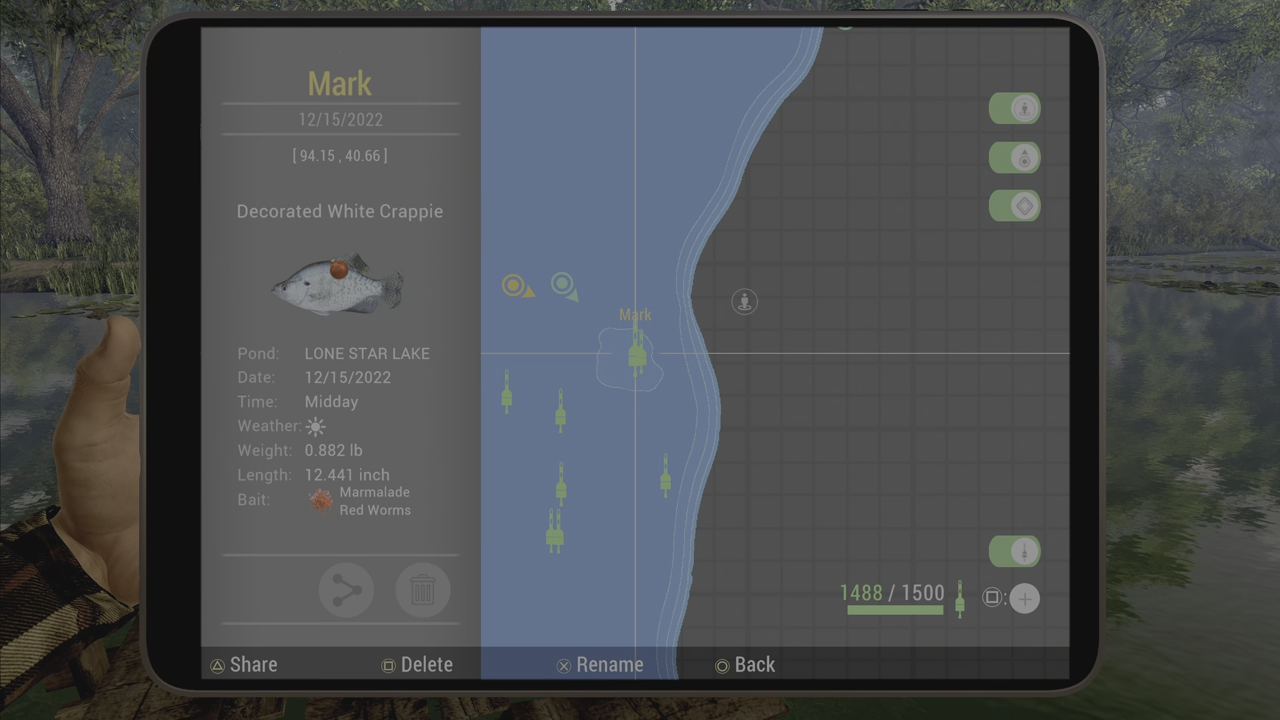 Mark
12/15/2022
[ 94.15 , 40.66 ]
Decorated White Crappie
Pond: LONE STAR LAKE
Date: 12/15/2022
Time: Midday
Weather:
Weight: 0.882 lb
Length: 12.441 inch
Bait: Marmalade
Red Worms
Mark
1488 / 1500
:
Share
Delete
Rename
Back